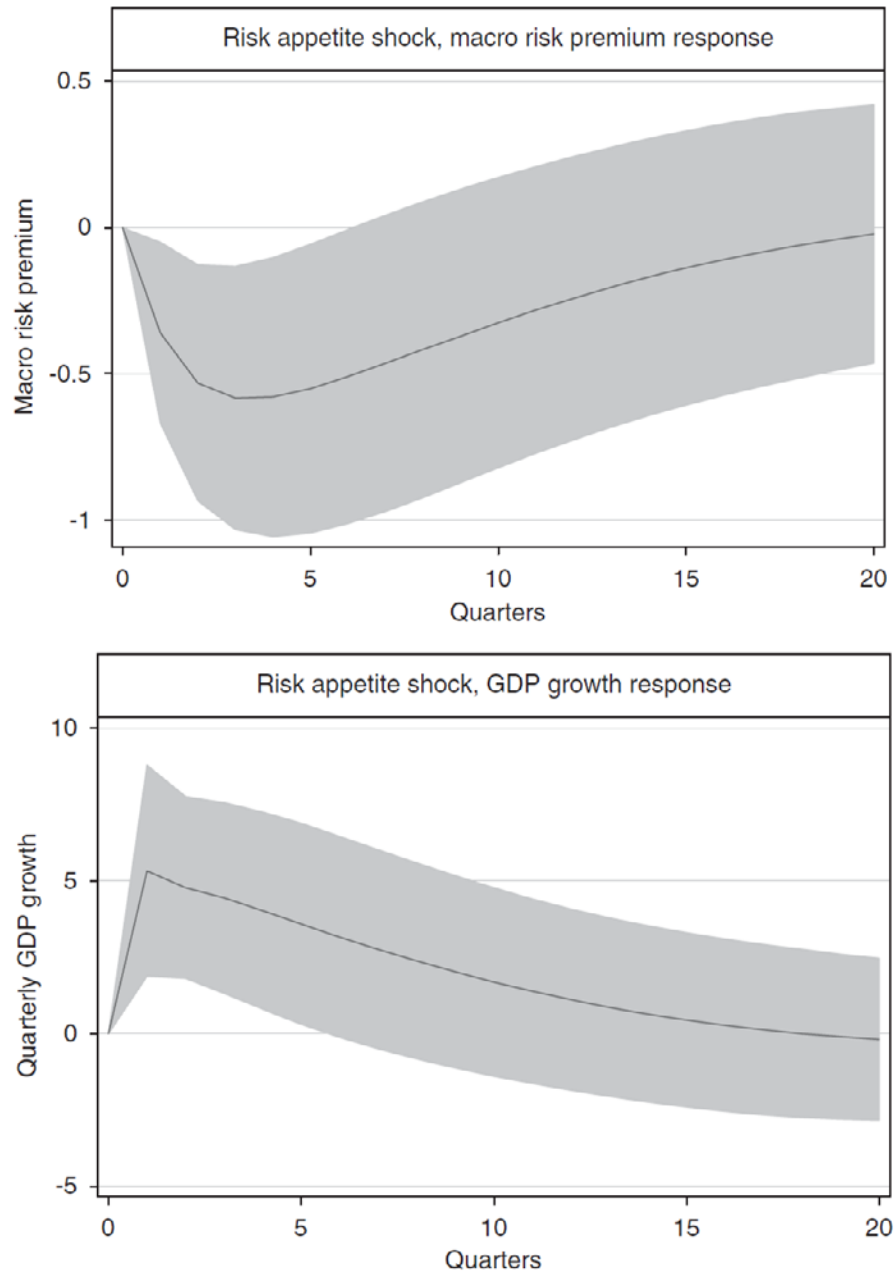 Risk appetite shock, macro risk premium response
0.5
0
-0.5
-1
Macro risk premium
0 5 10 15 20
Quarters
Risk appetite shock, GDP growth response
10
5
0
-5
Quarterly GDP growth
0 5 10 15 20
Quarters